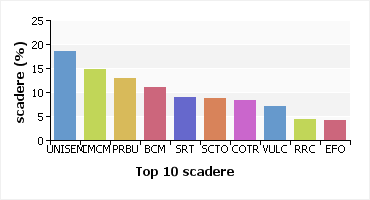 scadere (%)
25
20
15
10
5
0
UNISEM CMCM PRBU BCM SRT SCTO COTR VULC RRC EFO
Top 10 scadere